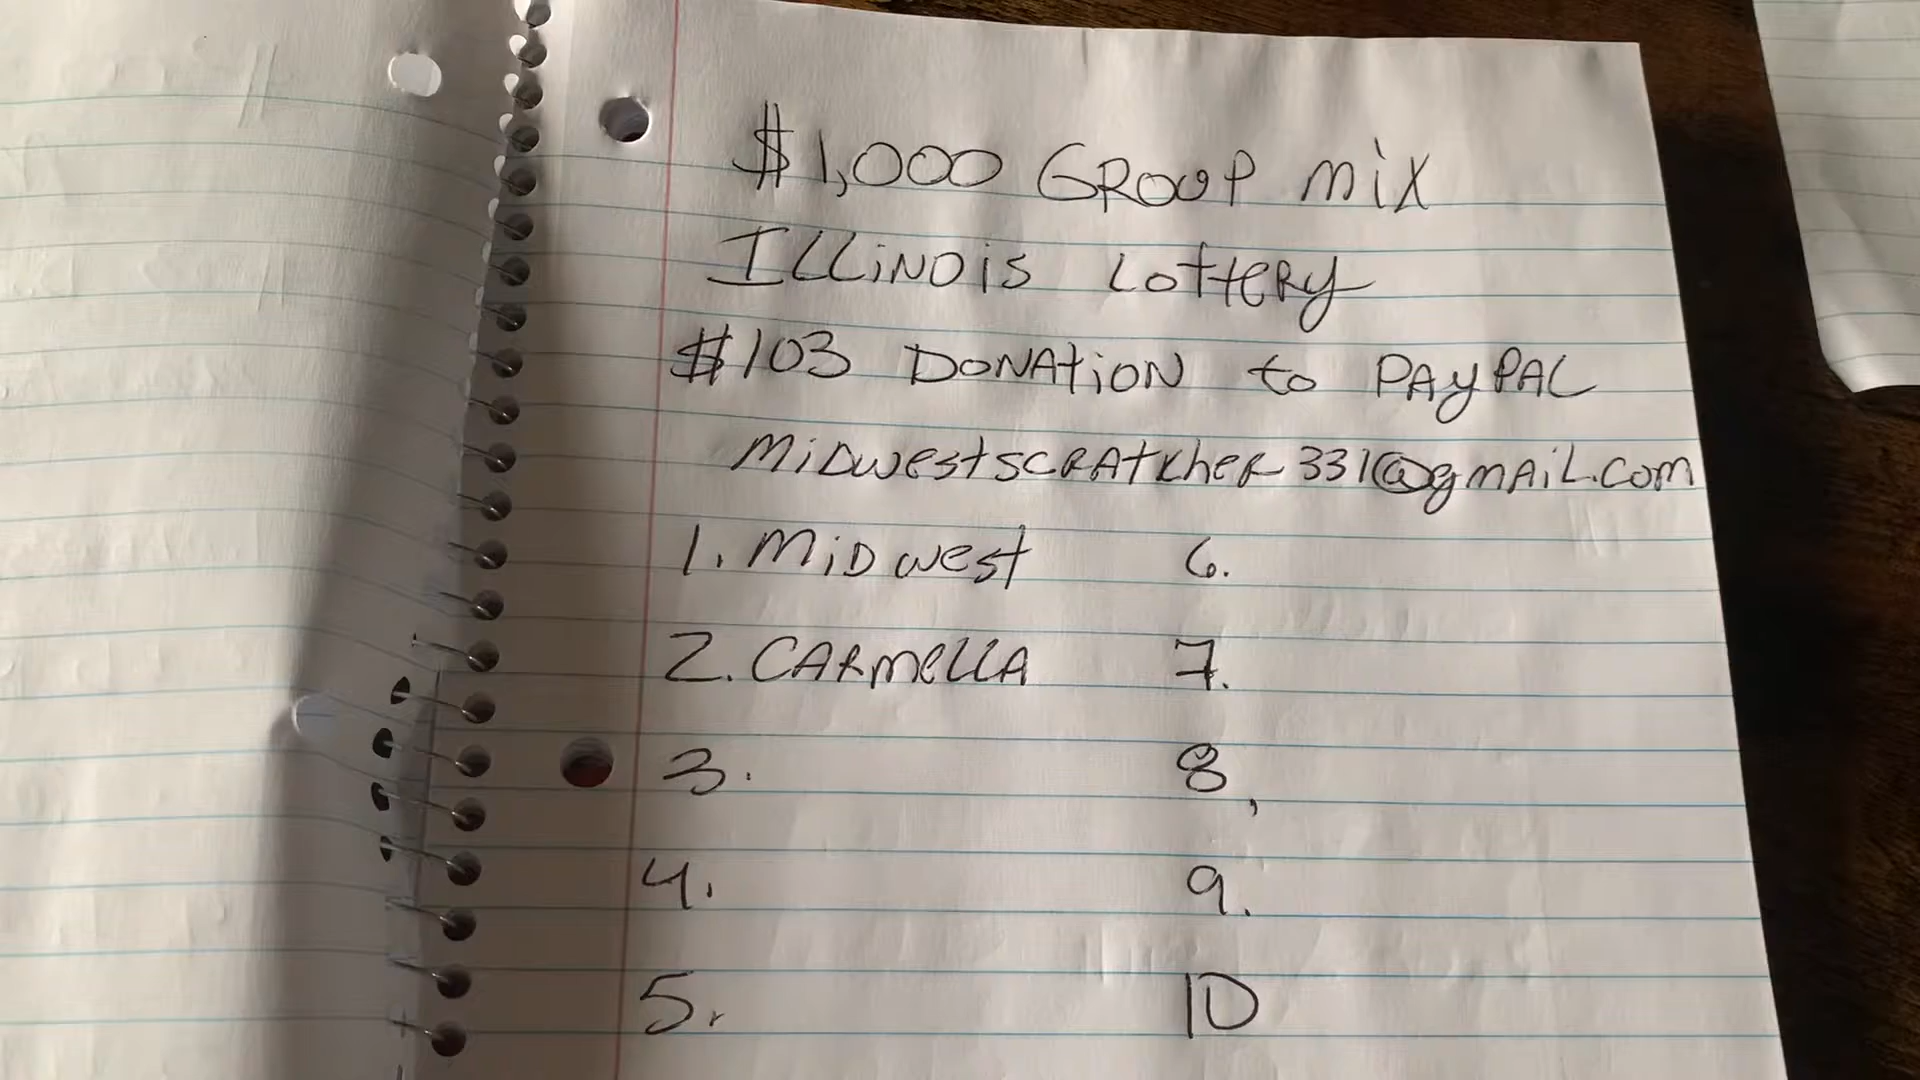 $1,000 GROUP MIX
ILLINOIS LOTTERY
$103 DONATION to PAYPAL
MIDWESTSCRATKHER331@gmail.com
1. MIDWEST 6.
2. CARMELLA 7.
3. 8,
4. 9.
5. 10